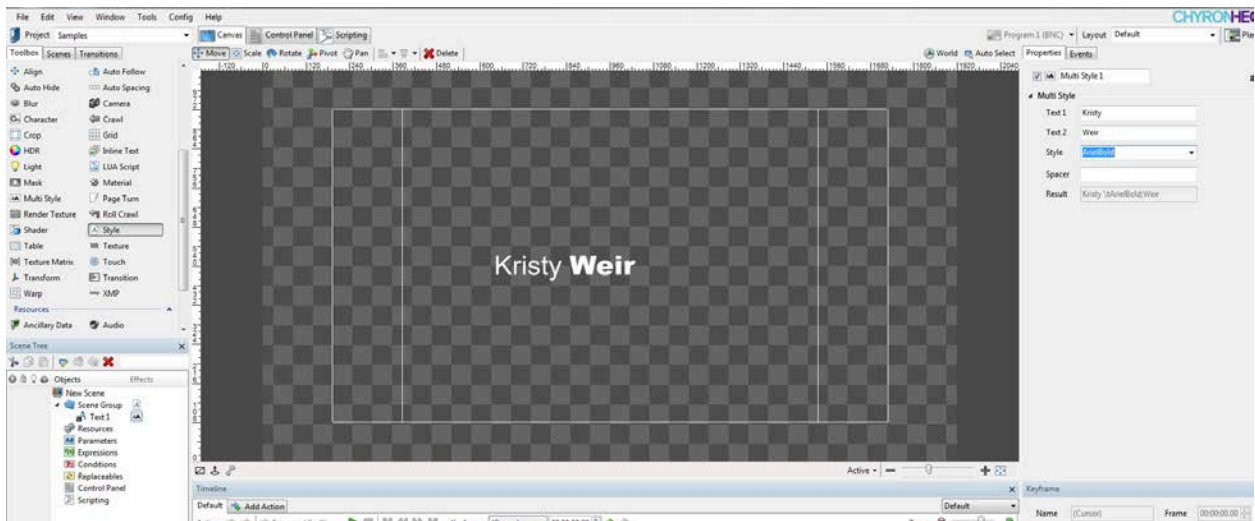 File Edit View Window Tools Config Help
CHYRONHEG
Project Samples Canvas Control Panel Scripting Program 1 (BNC) Layout Default
Toolbox Scenes Transitions Move Scale Rotate Pivot Pan Delete World Auto Select Properties Events
Align Auto Follow
Auto Hide Auto Spacing
Blur Camera
Character Crawl
Crop Grid
HDR Inline Text
Light LUA Script
Mask Material
Multi Style Page Turn
Render Texture Roll Crawl
Shader Style
Table Texture
Texture Matrix Touch
Transform Transition
Warp XMP
Resources
Ancillary Data Audio
Scene Tree
Objects Effects
New Scene
Scene Group
Text 1
Resources
Parameters
Expressions
Conditions
Replaceables
Control Panel
Scripting
Kristy Weir
Active
Timeline
Default Add Action Default
Multi Style 1
Multi Style
Text 1 Kristy
Text 2 Weir
Style ArielBold
Spacer
Result Kristy \bArielBold;Weir
Keyframe
Name (Cursor) Frame 00:00:00.00